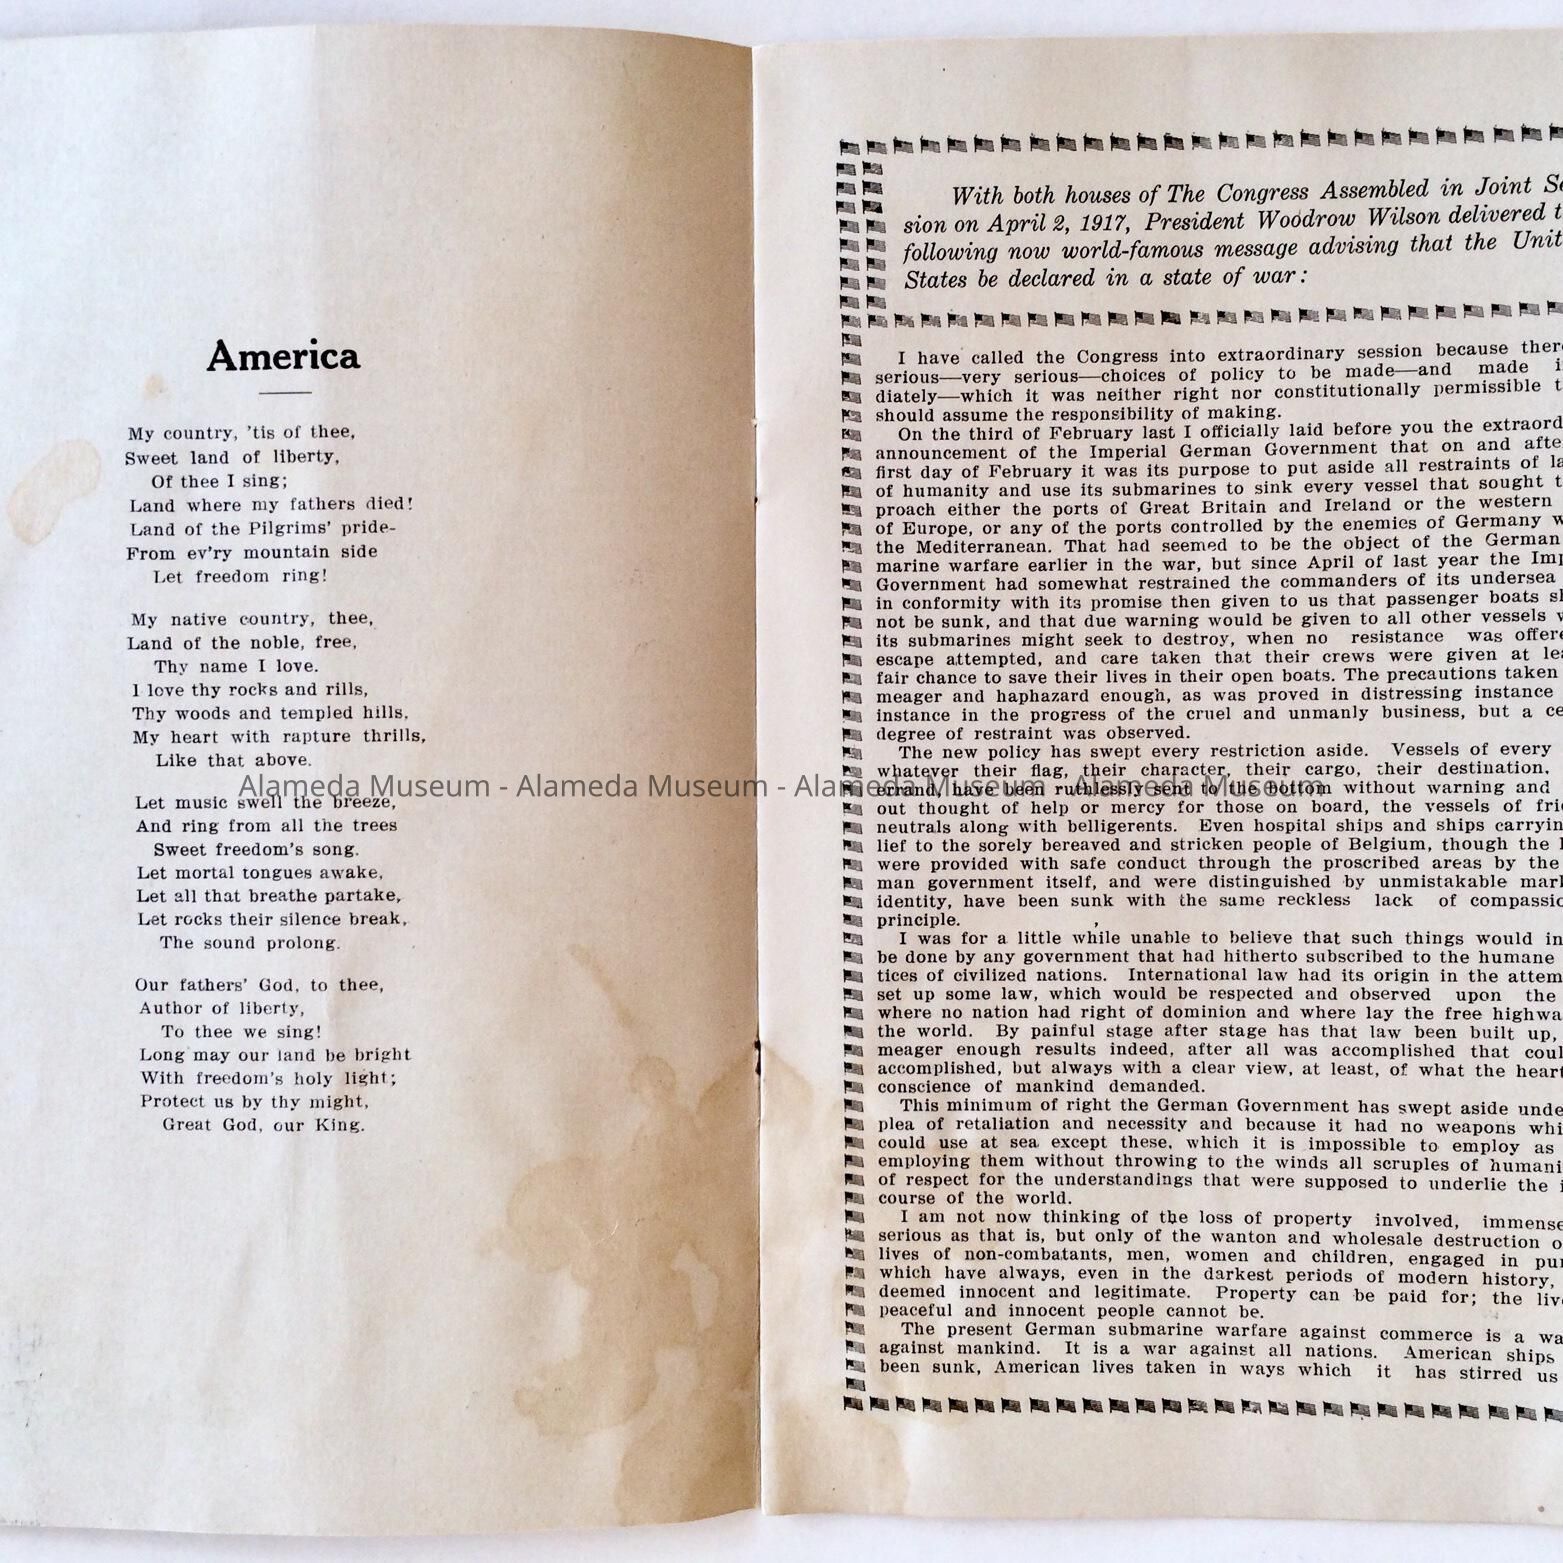 America
My country, 'tis of thee,
Sweet land of liberty,
Of thee I sing;
Land where my fathers died!
Land of the Pilgrims' pride-
From ev'ry mountain side
Let freedom ring!
My native country, thee,
Land of the noble, free,
Thy name I love.
I love thy rocks and rills,
Thy woods and templed hills,
My heart with rapture thrills,
Like that above.
Let music swell the breeze,
And ring from all the trees
Sweet freedom's song.
Let mortal tongues awake,
Let all that breathe partake,
Let rocks their silence break,
The sound prolong.
Our fathers' God, to thee,
Author of liberty,
To thee we sing!
Long may our land be bright
With freedom's holy light;
Protect us by thy might,
Great God, our King.
With both houses of The Congress Assembled in Joint
sion on April 2, 1917, President Woodrow Wilson delivered
following now world-famous message advising that the
States be declared in a state of war:
I have called the Congress into extraordinary session because
serious—very serious—choices of policy to be made—and made
diately—which it was neither right nor constitutionally permissible
should assume the responsibility of making.
On the third of February last I officially laid before you the
announcement of the Imperial German Government that on and
first day of February it was its purpose to put aside all restraints of
of humanity and use its submarines to sink every vessel that sought
proach either the ports of Great Britain and Ireland or the western
of Europe, or any of the ports controlled by the enemies of Germany
the Mediterranean. That had seemed to be the object of the German
marine warfare earlier in the war, but since April of last year the
Government had somewhat restrained the commanders of its undersea
in conformity with its promise then given to us that passenger boats
not be sunk, and that due warning would be given to all other vessels
its submarines might seek to destroy, when no resistance was
escape attempted, and care taken that their crews were given at
fair chance to save their lives in their open boats. The precautions taken
meager and haphazard enough, as was proved in distressing instance
instance in the progress of the cruel and unmanly business, but a
degree of restraint was observed.
The new policy has swept every restriction aside. Vessels of every
whatever their flag, their character, their cargo, their destination,
errand, have been ruthlessly sent to the bottom without warning and
out thought of help or mercy for those on board, the vessels of
neutrals along with belligerents. Even hospital ships and ships
lief to the sorely bereaved and stricken people of Belgium, though the
were provided with safe conduct through the proscribed areas by the
man government itself, and were distinguished by unmistakable
identity, have been sunk with the same reckless lack of
principle.
I was for a little while unable to believe that such things would in
be done by any government that had hitherto subscribed to the humane
tices of civilized nations. International law had its origin in the
set up some law, which would be respected and observed upon the
where no nation had right of dominion and where lay the free
the world. By painful stage after stage has that law been built up,
meager enough results indeed, after all was accomplished that
accomplished, but always with a clear view, at least, of what the
conscience of mankind demanded.
This minimum of right the German Government has swept aside
plea of retaliation and necessity and because it had no weapons
could use at sea except these, which it is impossible to employ as
employing them without throwing to the winds all scruples of
of respect for the understandings that were supposed to underlie the
course of the world.
I am not now thinking of the loss of property involved,
serious as that is, but only of the wanton and wholesale destruction
lives of non-combatants, men, women and children, engaged in
which have always, even in the darkest periods of modern history,
deemed innocent and legitimate. Property can be paid for; the
peaceful and innocent people cannot be.
The present German submarine warfare against commerce is a
against mankind. It is a war against all nations. American ships
been sunk, American lives taken in ways which it has stirred us
Alameda Museum - Alameda Museum - Alameda Museum - Alameda Museum